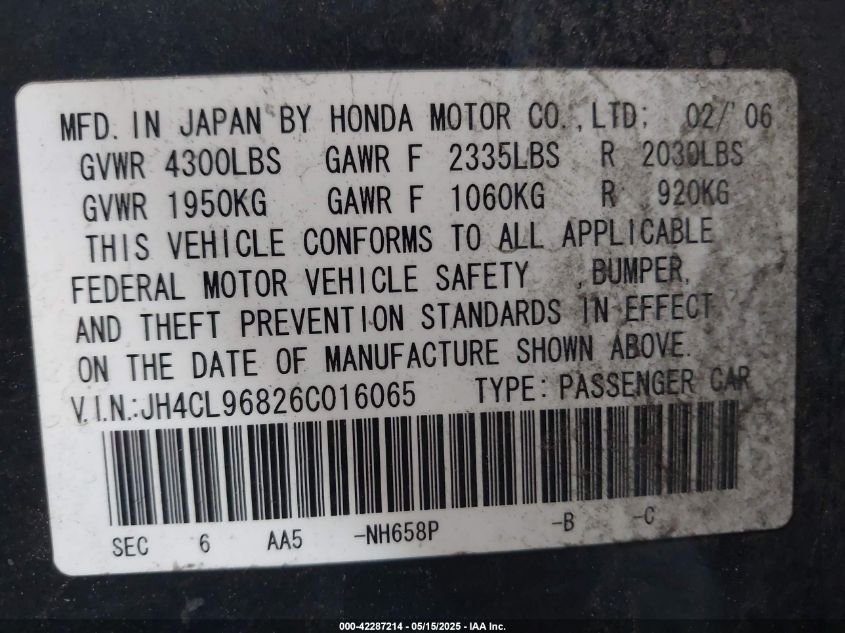 MFD. IN JAPAN BY HONDA MOTOR CO., LTD; 02/'06
GVWR 4300LBS GAWR F 2335LBS R 2030LBS
GVWR 1950KG GAWR F 1060KG R 920KG
THIS VEHICLE CONFORMS TO ALL APPLICABLE
FEDERAL MOTOR VEHICLE SAFETY , BUMPER,
AND THEFT PREVENTION STANDARDS IN EFFECT
ON THE DATE OF MANUFACTURE SHOWN ABOVE.
V.I.N.:JH4CL96826C016065 TYPE: PASSENGER CAR
SEC 6 AA5 -NH658P -B -C
000-42287214 - 05/15/2025 - IAA Inc.